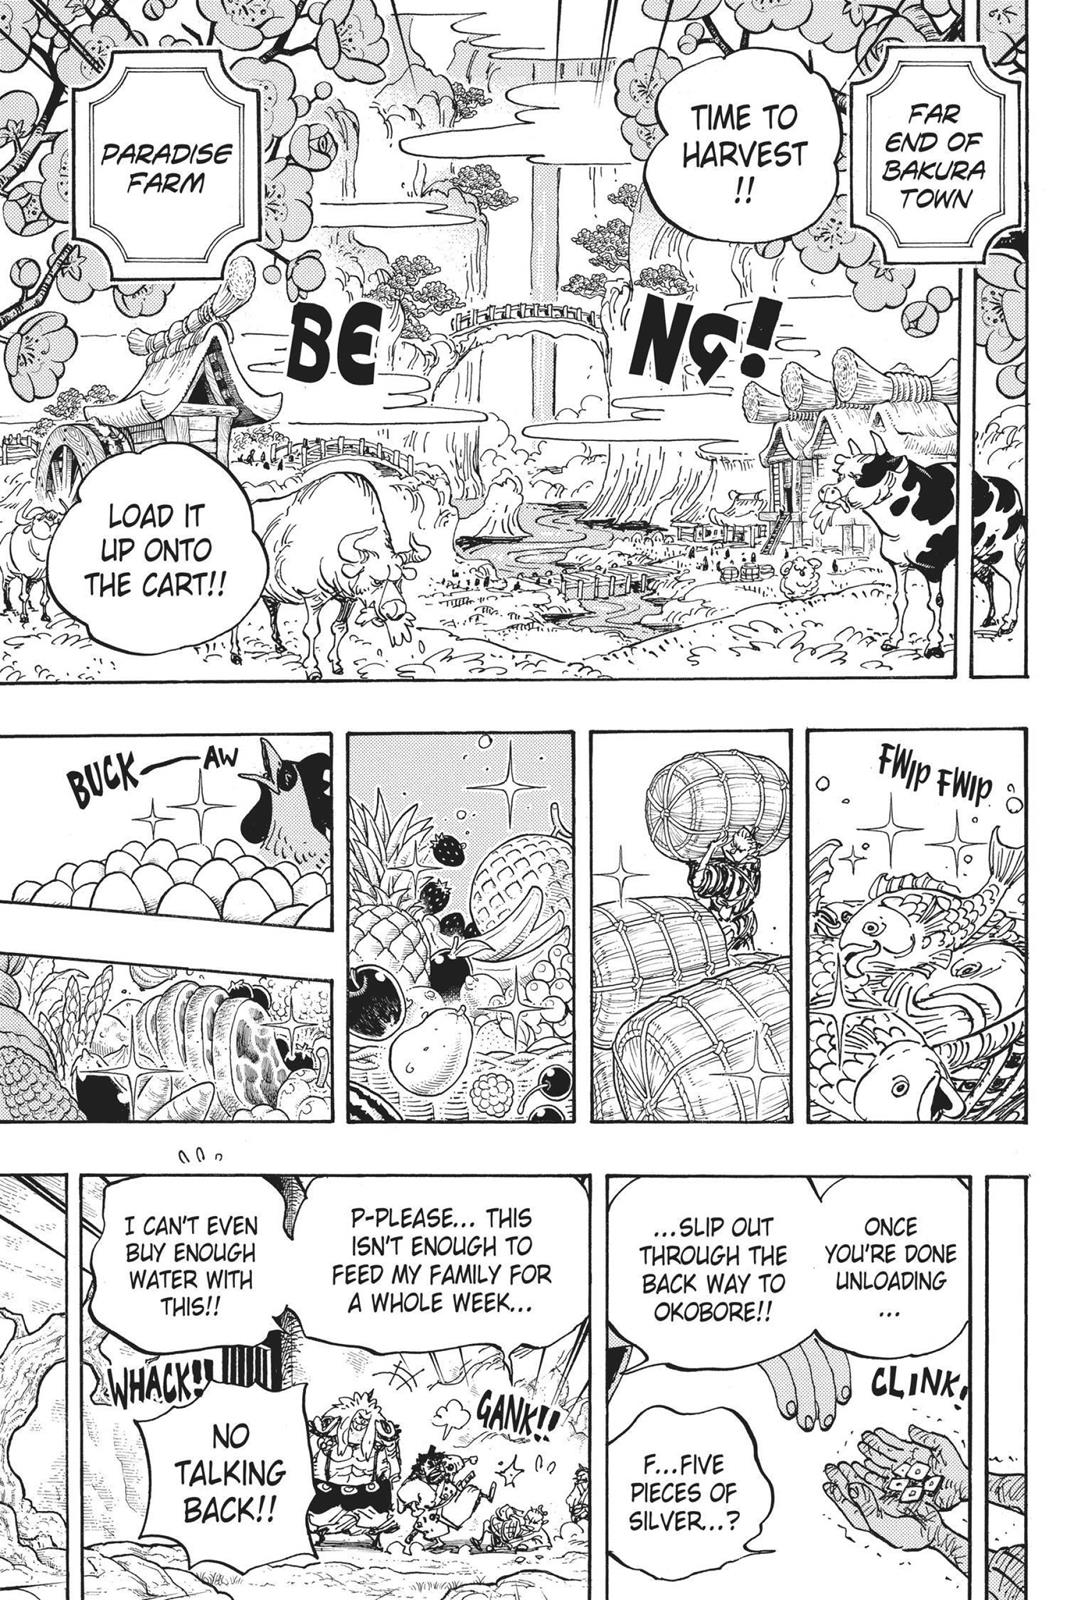 FAR
END OF
BAKURA
TOWN
TIME TO
HARVEST
!!
PARADISE
FARM
BE
NG!
LOAD IT
UP ONTO
THE CART!!
FWIP FWIP
BUCK—AW
ONCE
YOU'RE DONE
UNLOADING
...
...SLIP OUT
THROUGH THE
BACK WAY TO
OKOBORE!!
CLINK!
F...FIVE
PIECES OF
SILVER...?
P-PLEASE... THIS
ISN'T ENOUGH TO
FEED MY FAMILY FOR
A WHOLE WEEK...
I CAN'T EVEN
BUY ENOUGH
WATER WITH
THIS!!
GANK!!
WHACK!!
NO
TALKING
BACK!!